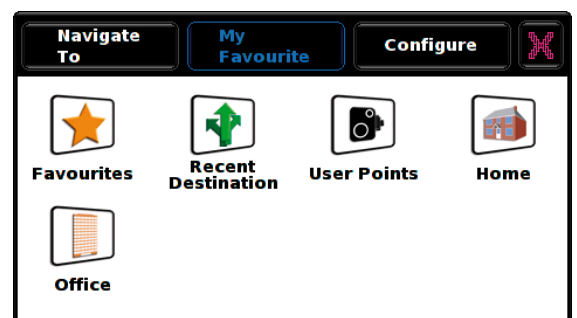 Navigate
To
My
Favourite
Configure
Favourites
Recent
Destination
User Points
Home
Office